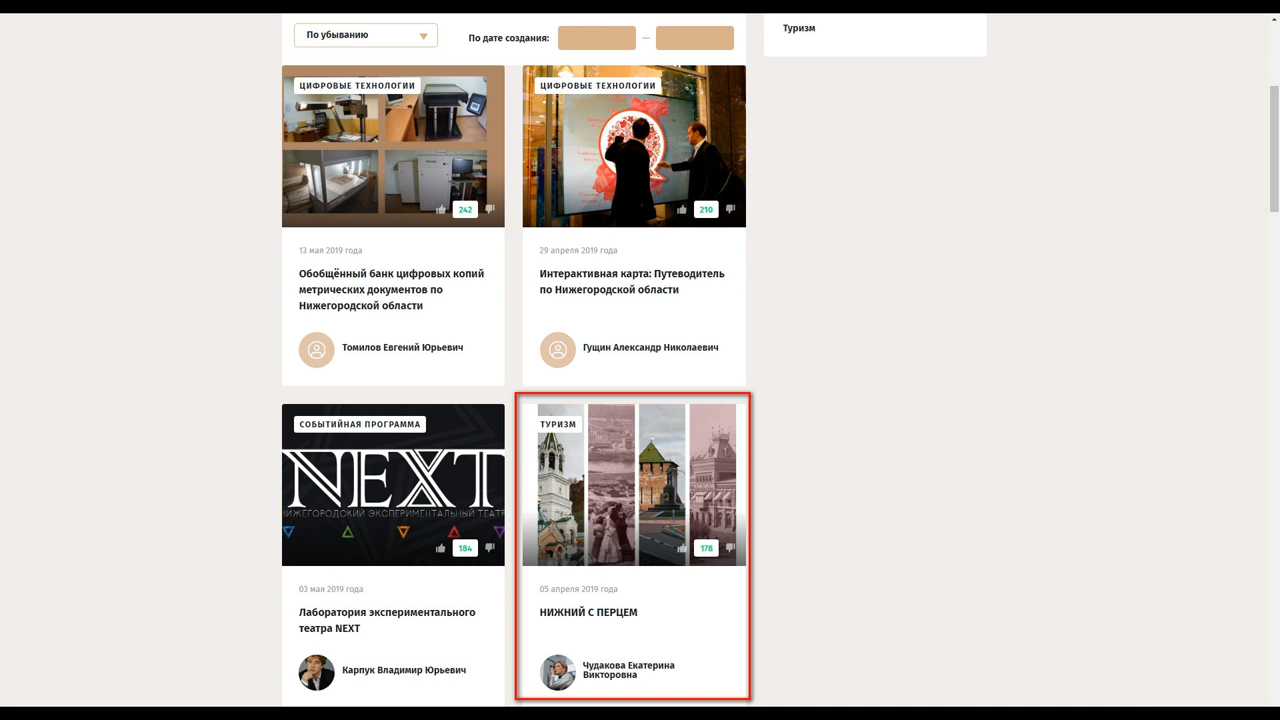 По убыванию
По дате создания:
—
Туризм
ЦИФРОВЫЕ ТЕХНОЛОГИИ
242
13 мая 2019 года
Обобщённый банк цифровых копий
метрических документов по
Нижегородской области
Томилов Евгений Юрьевич
ЦИФРОВЫЕ ТЕХНОЛОГИИ
210
29 апреля 2019 года
Интерактивная карта: Путеводитель
по Нижегородской области
Гущин Александр Николаевич
СОБЫТИЙНАЯ ПРОГРАММА
NEXT
НИЖЕГОРОДСКИЙ ЭКСПЕРИМЕНТАЛЬНЫЙ ТЕАТР
184
03 мая 2019 года
Лаборатория экспериментального
театра NEXT
Карпук Владимир Юрьевич
ТУРИЗМ
178
05 апреля 2019 года
НИЖНИЙ С ПЕРЦЕМ
Чудакова Екатерина
Викторовна